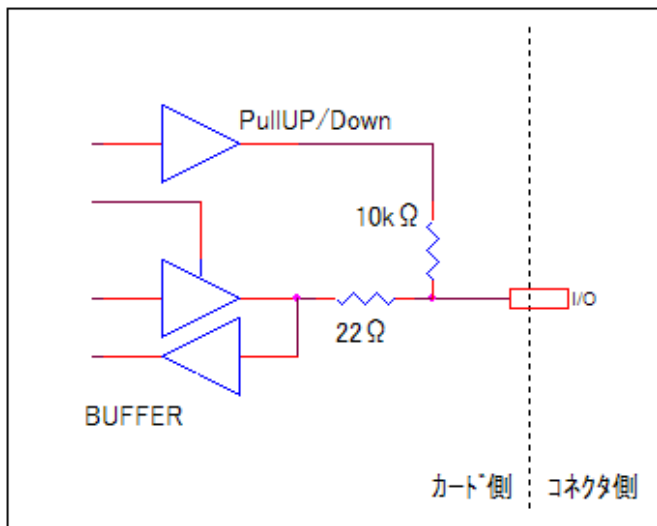 PullUP/Down
10kΩ
I/O
22Ω
BUFFER
ｶｰﾄﾞ側 ｺﾈｸﾀ側